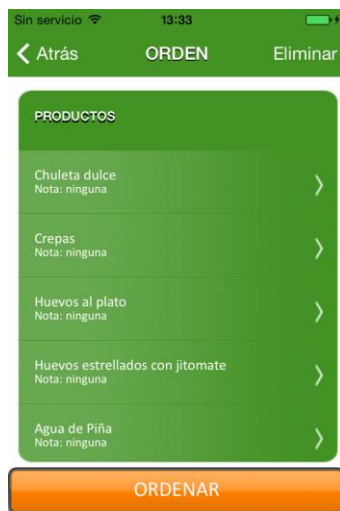 Sin servicio 13:33
Atrás ORDEN Eliminar
PRODUCTOS
Chuleta dulce
Nota: ninguna
Crepas
Nota: ninguna
Huevos al plato
Nota: ninguna
Huevos estrellados con jitomate
Nota: ninguna
Agua de Piña
Nota: ninguna
ORDENAR